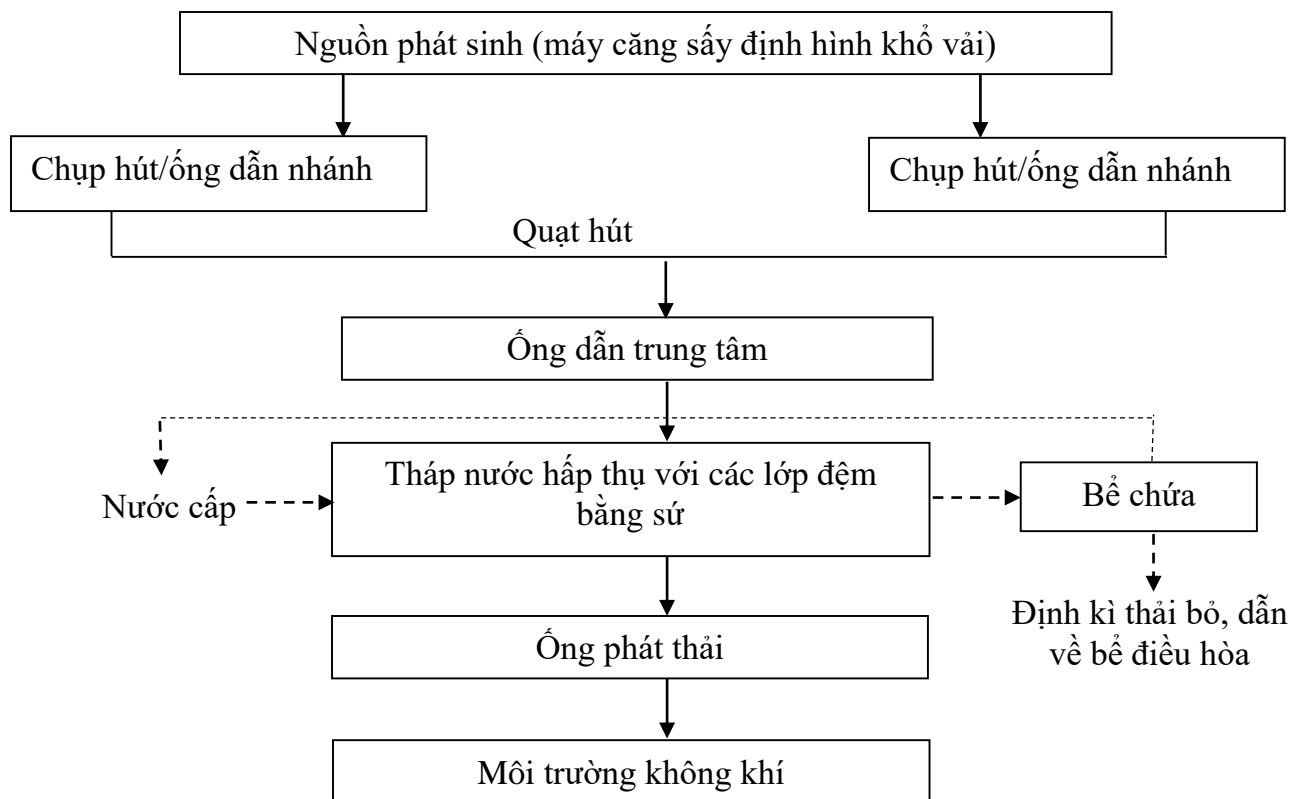 Nguồn phát sinh (máy căng sấy định hình khổ vải)
Chụp hút/ống dẫn nhánh
Chụp hút/ống dẫn nhánh
Quạt hút
Ống dẫn trung tâm
Tháp nước hấp thụ với các lớp đệm
bằng sứ
Nước cấp
Bể chứa
Định kì thải bỏ, dẫn
về bể điều hòa
Ống phát thải
Môi trường không khí